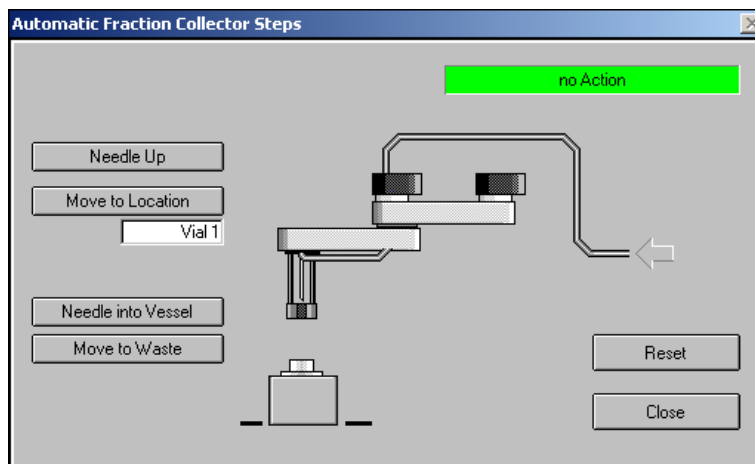 Automatic Fraction Collector Steps
no Action
Needle Up
Move to Location
Vial 1
Needle into Vessel
Move to Waste
Reset
Close